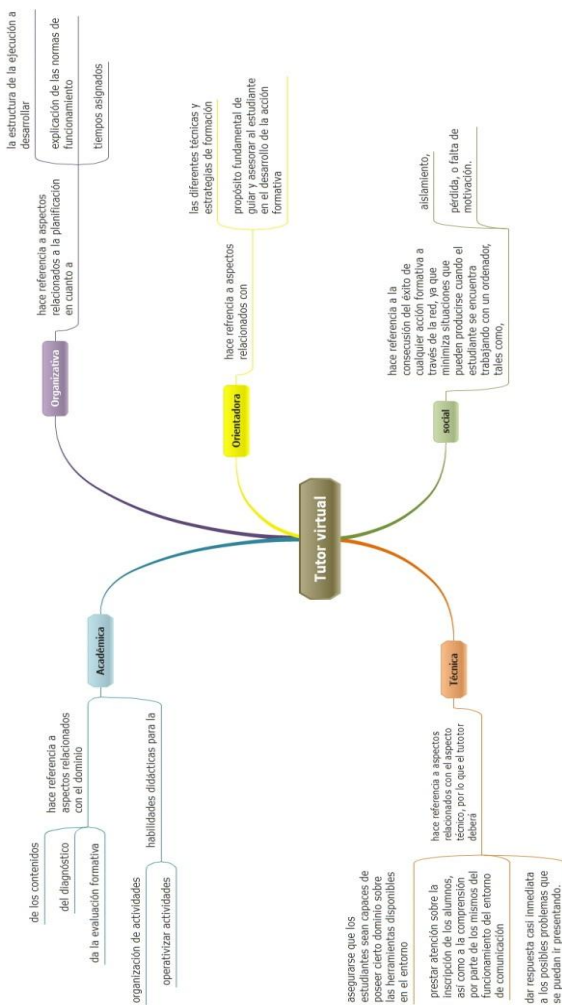 Tutor virtual
Académica
hace referencia a
aspectos relacionados
con el dominio
de los contenidos
del diagnóstico
da la evaluación formativa
habilidades didácticas para la
organización de actividades
operativizar actividades
Organizativa
hace referencia a aspectos
relacionados a la planificación
en cuanto a
la estructura de la ejecución a
desarrollar
explicación de las normas de
funcionamiento
tiempos asignados
Orientadora
hace refrencia a aspectos
relacionados con
las diferentes técnicas y
estrategias de formación
propósito fundamental de
guiar y asesorar al estudiante
en el desarrollo de la acción
formativa
social
hace referencia a la
consecusión del éxito de
cualquier acción formativa a
través de la red, ya que
minimiza situaciones que
pueden producirse cuando el
estudiante se encuentra
trabajando con un ordenador,
tales como,
aislamiento,
pérdida, o falta de
motivación.
Técnica
hace referencia a aspectos
relacionados con el aspecto
técnico, por lo que el tutotor
deberá
asegurarse que los
estudiantes sean capaces de
poseer cierto dominio sobre
las herramientas disponibles
en el entorno
prestar atención sobre la
inscripción de los alumnos,
así como a la comprensión
por parte de los mismos del
funcionamiento del entorno
de comunicación
dar respuesta casi inmediata
a los posibles problemas que
se puedan ir presentando.